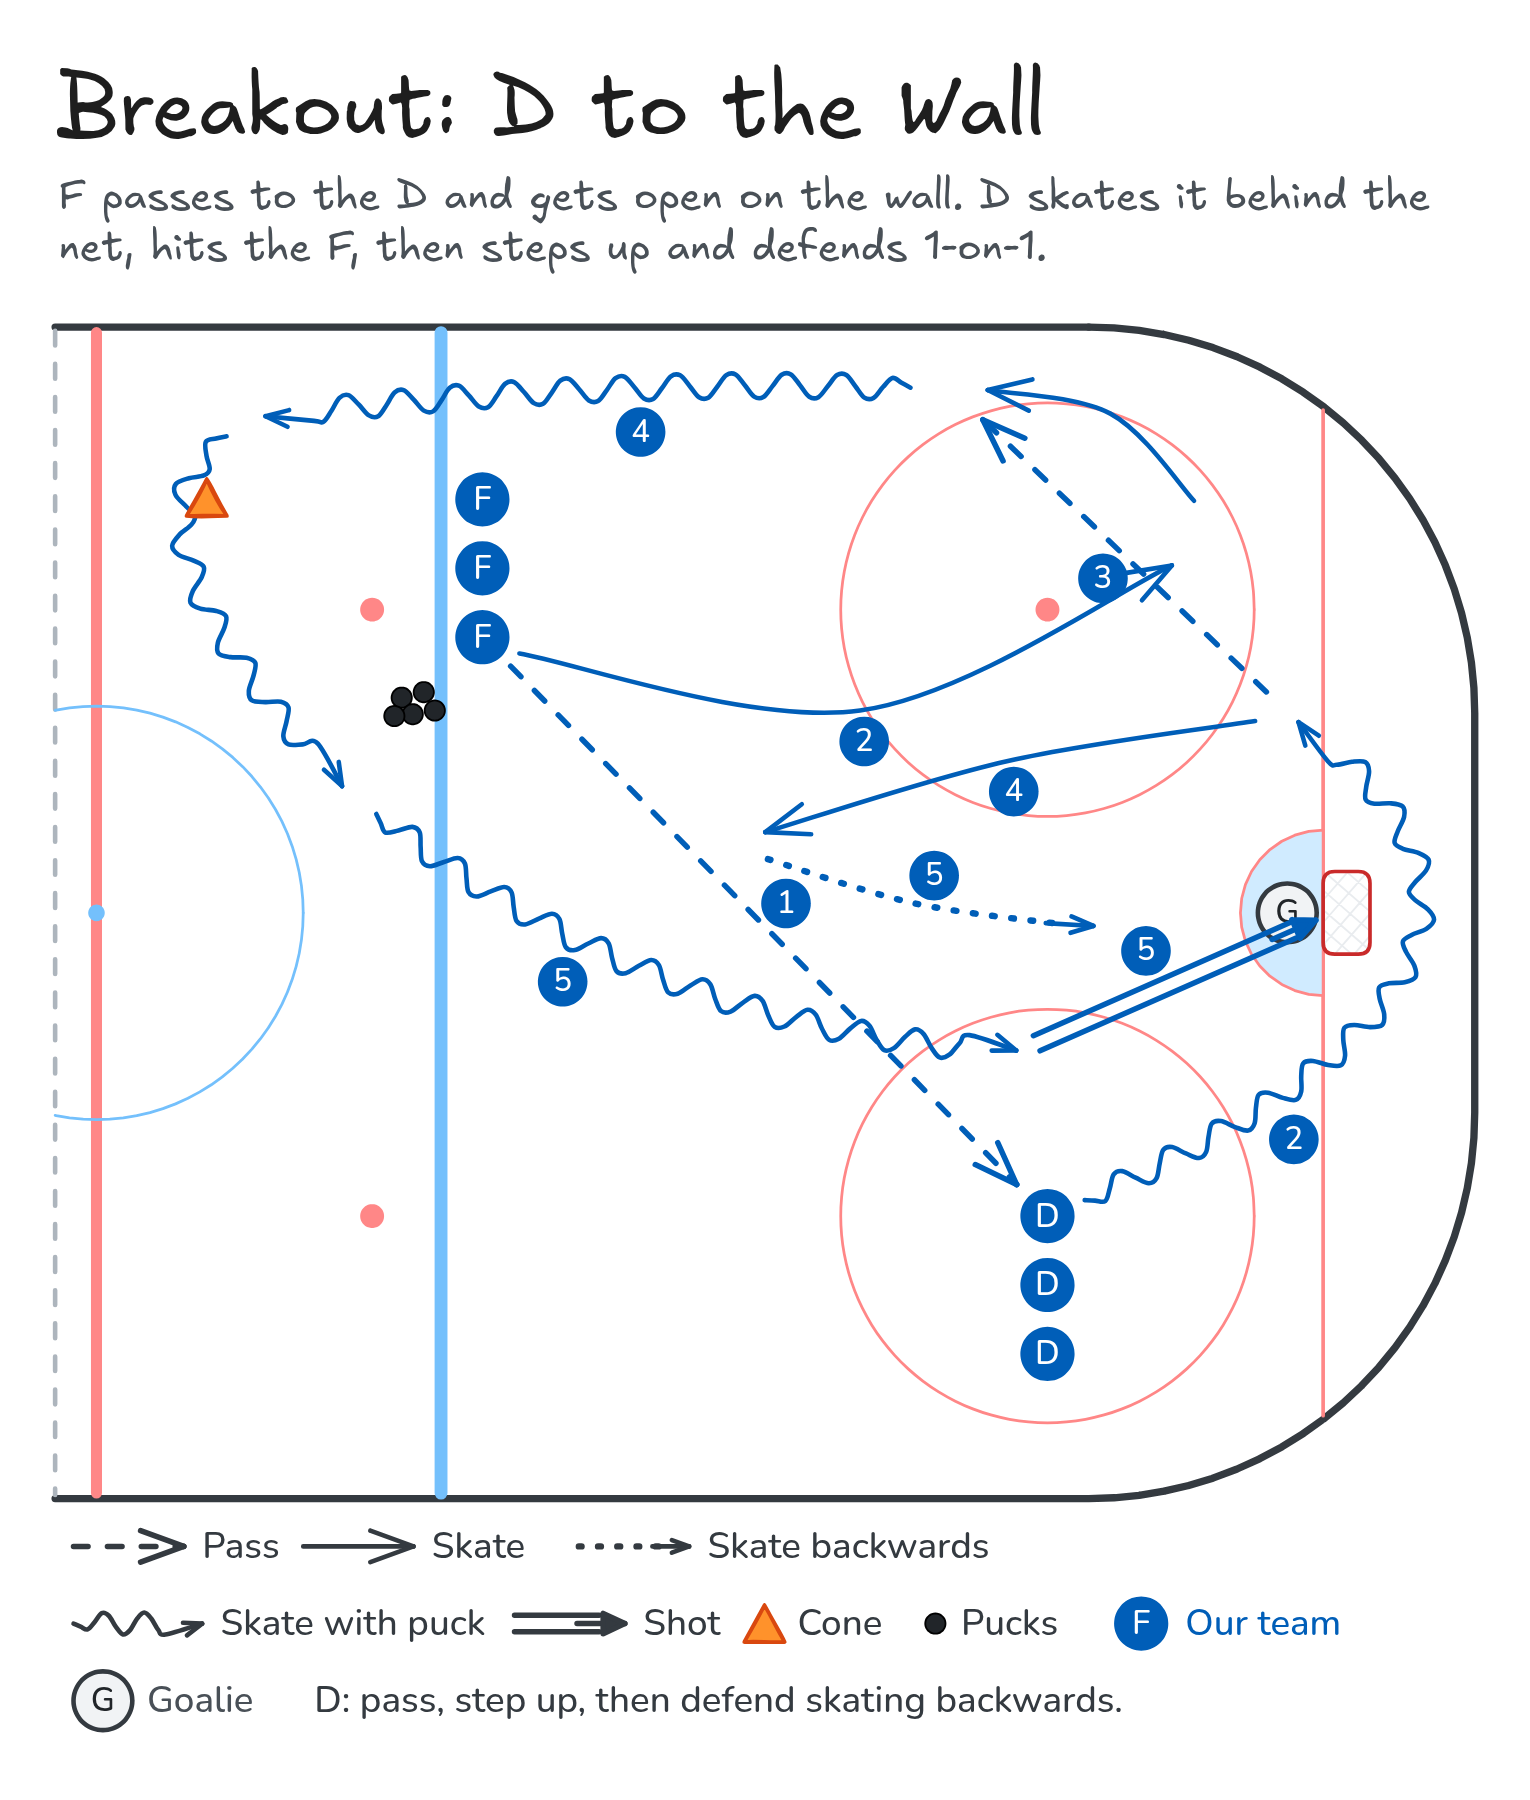 Breakout: D to the Wall
F passes to the D and gets open on the wall. D skates it behind the
net, hits the F, then steps up and defends 1-on-1.
4
F
F
3
F
2
4
5
1
G
5
5
2
D
D
D
Pass
Skate
Skate backwards
Skate with puck
Shot
Cone
Pucks
F
Our team
G
Goalie
D: pass, step up, then defend skating backwards.